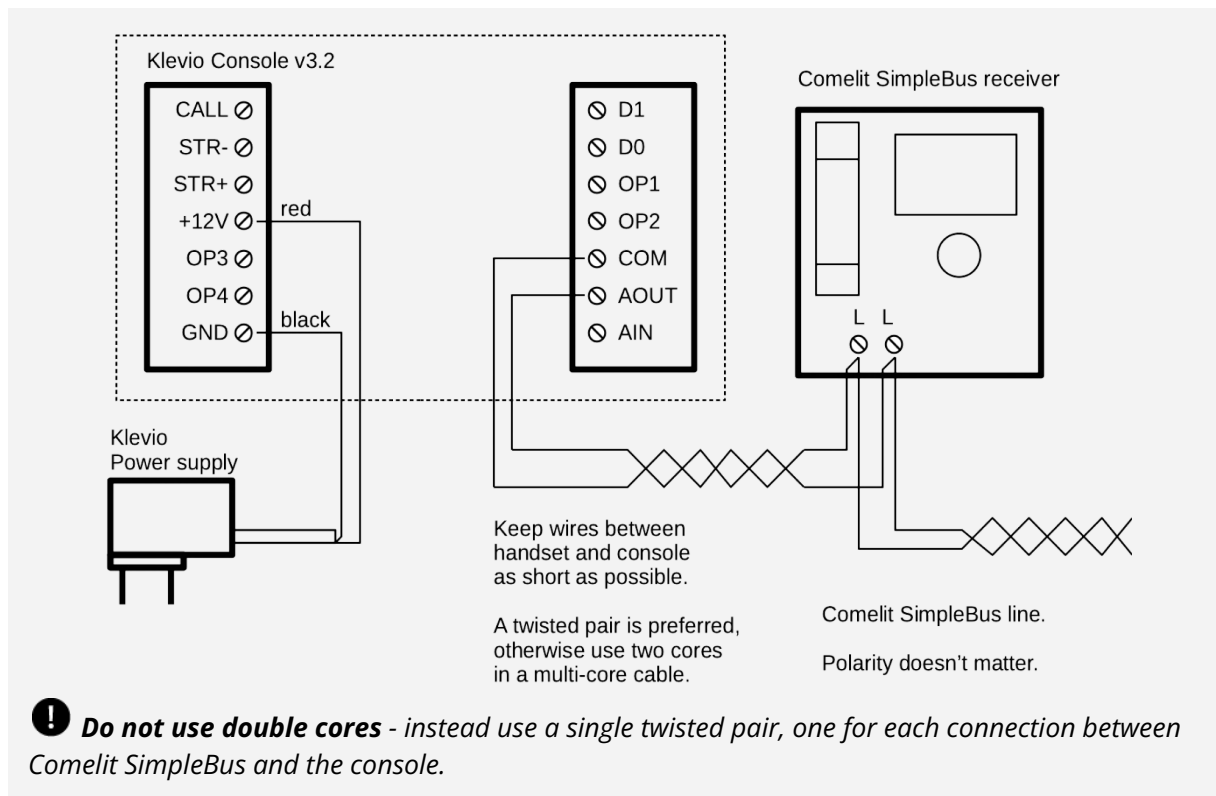 Klevio Console v3.2
CALL
STR-
STR+
+12V
OP3
OP4
GND
red
black
D1
D0
OP1
OP2
COM
AOUT
AIN
Comelit SimpleBus receiver
L L
Klevio
Power supply
Keep wires between
handset and console
as short as possible.
A twisted pair is preferred,
otherwise use two cores
in a multi-core cable.
Comelit SimpleBus line.
Polarity doesn't matter.
! Do not use double cores - instead use a single twisted pair, one for each connection between
Comelit SimpleBus and the console.